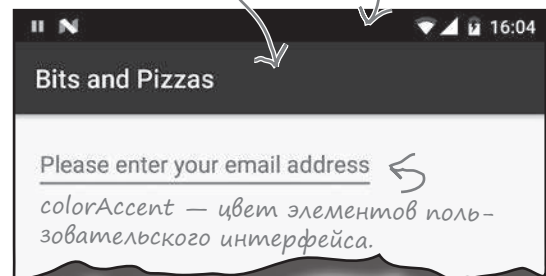 16:04
Bits and Pizzas
Please enter your email address
colorAccent — цвет элементов поль-
зовательского интерфейса.